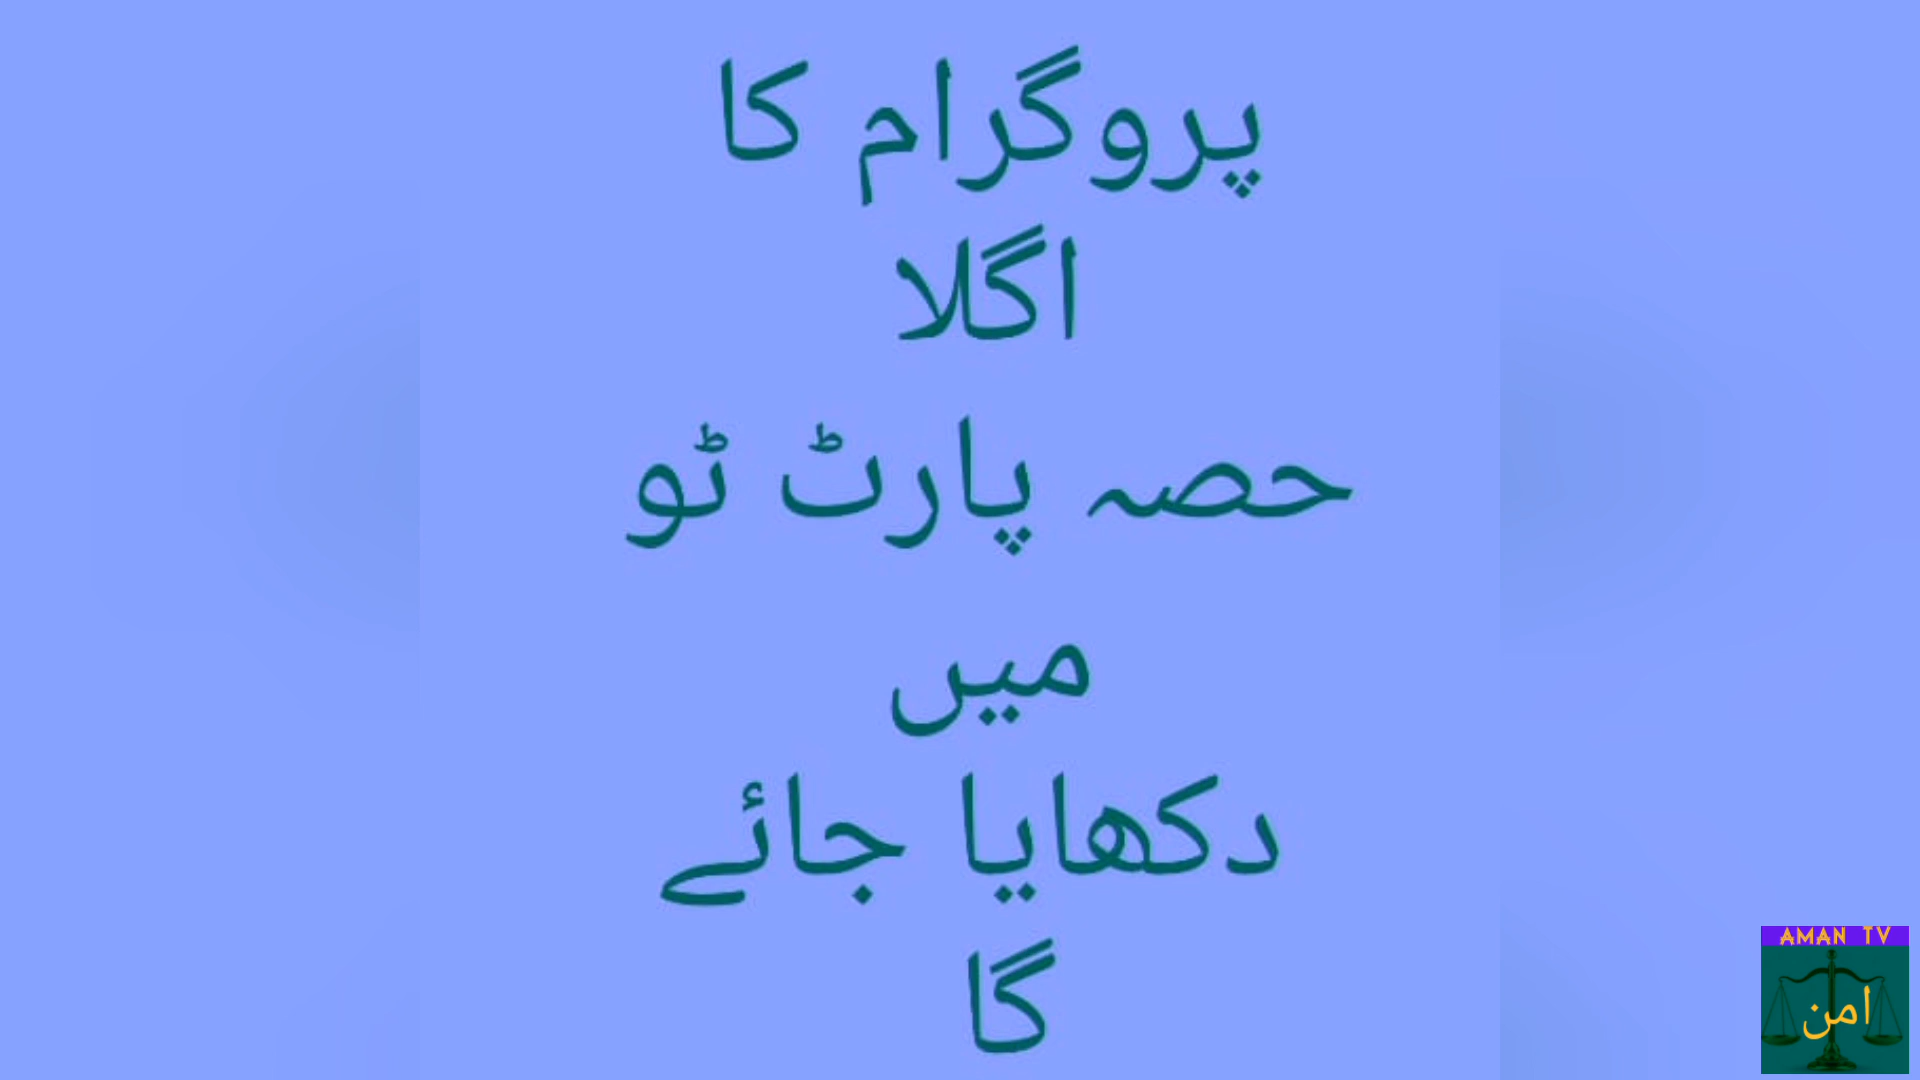 پروگرام کا
اگلا
حصہ پارٹ ٹو
میں
دکھایا جائے
گا
AMAN TV
امن